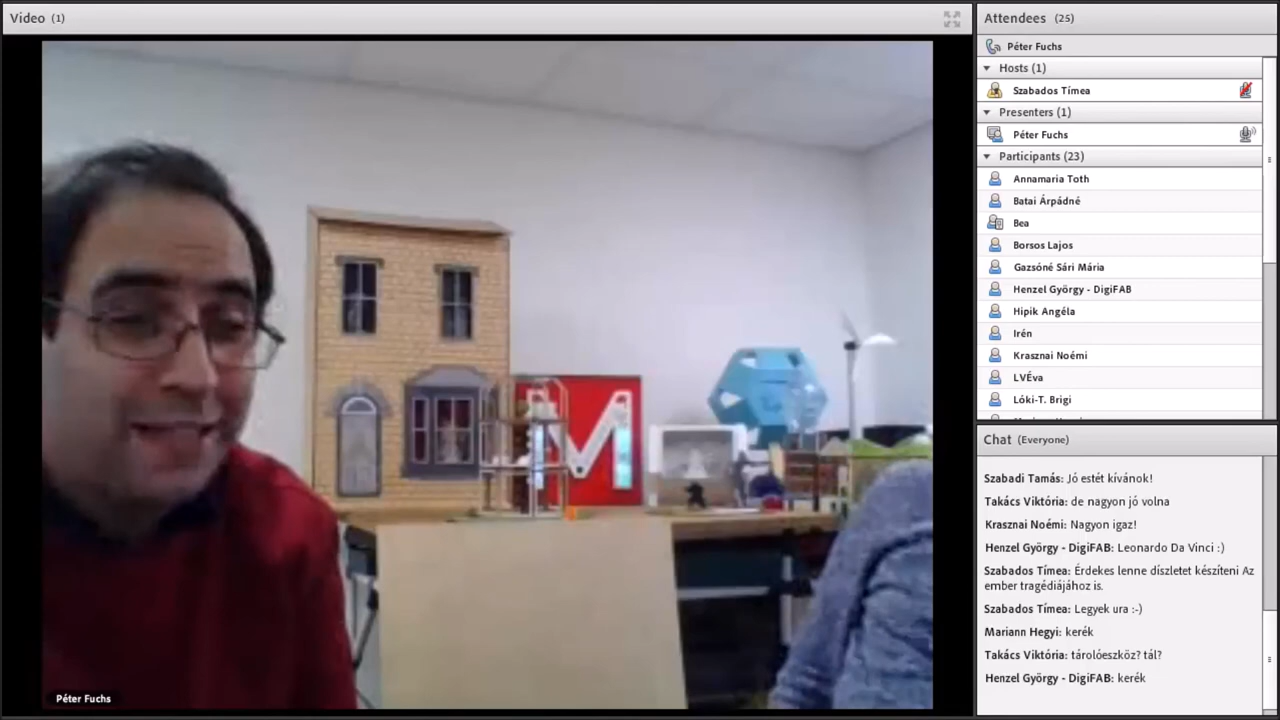 Video (1)
M
Péter Fuchs
Attendees (25)
Péter Fuchs
Hosts (1)
Szabados Tímea
Presenters (1)
Péter Fuchs
Participants (23)
Annamaria Toth
Batai Árpádné
Bea
Borsos Lajos
Gazsóné Sári Mária
Henzel György - DigiFAB
Hipik Angéla
Irén
Krasznai Noémi
LVÉva
Lóki-T. Brigi
Chat (Everyone)
Szabadi Tamás: Jó estét kívánok!
Takács Viktória: de nagyon jó volna
Krasznai Noémi: Nagyon igaz!
Henzel György - DigiFAB: Leonardo Da Vinci :)
Szabados Tímea: Érdekes lenne díszletet készíteni Az
ember tragédiájához is.
Szabados Tímea: Legyek ura :-)
Mariann Hegyi: kerék
Takács Viktória: tárolóeszköz? tál?
Henzel György - DigiFAB: kerék